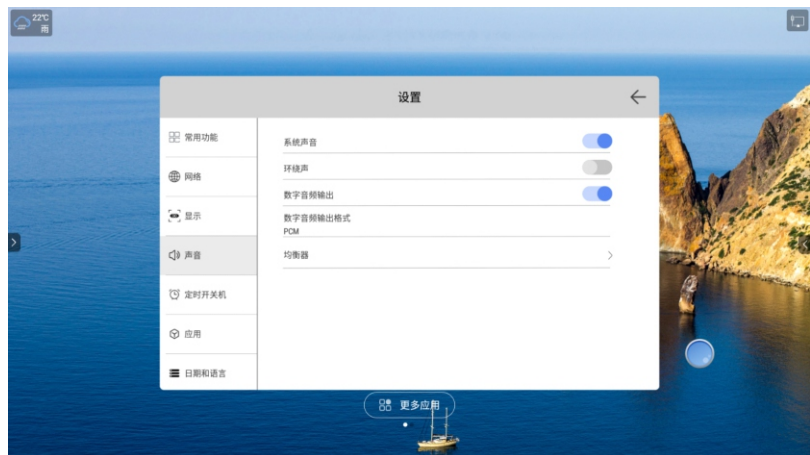 22℃
雨
设置
常用功能
网络
显示
声音
定时开关机
应用
日期和语言
系统声音
环绕声
数字音频输出
数字音频输出格式
PCM
均衡器
更多应用